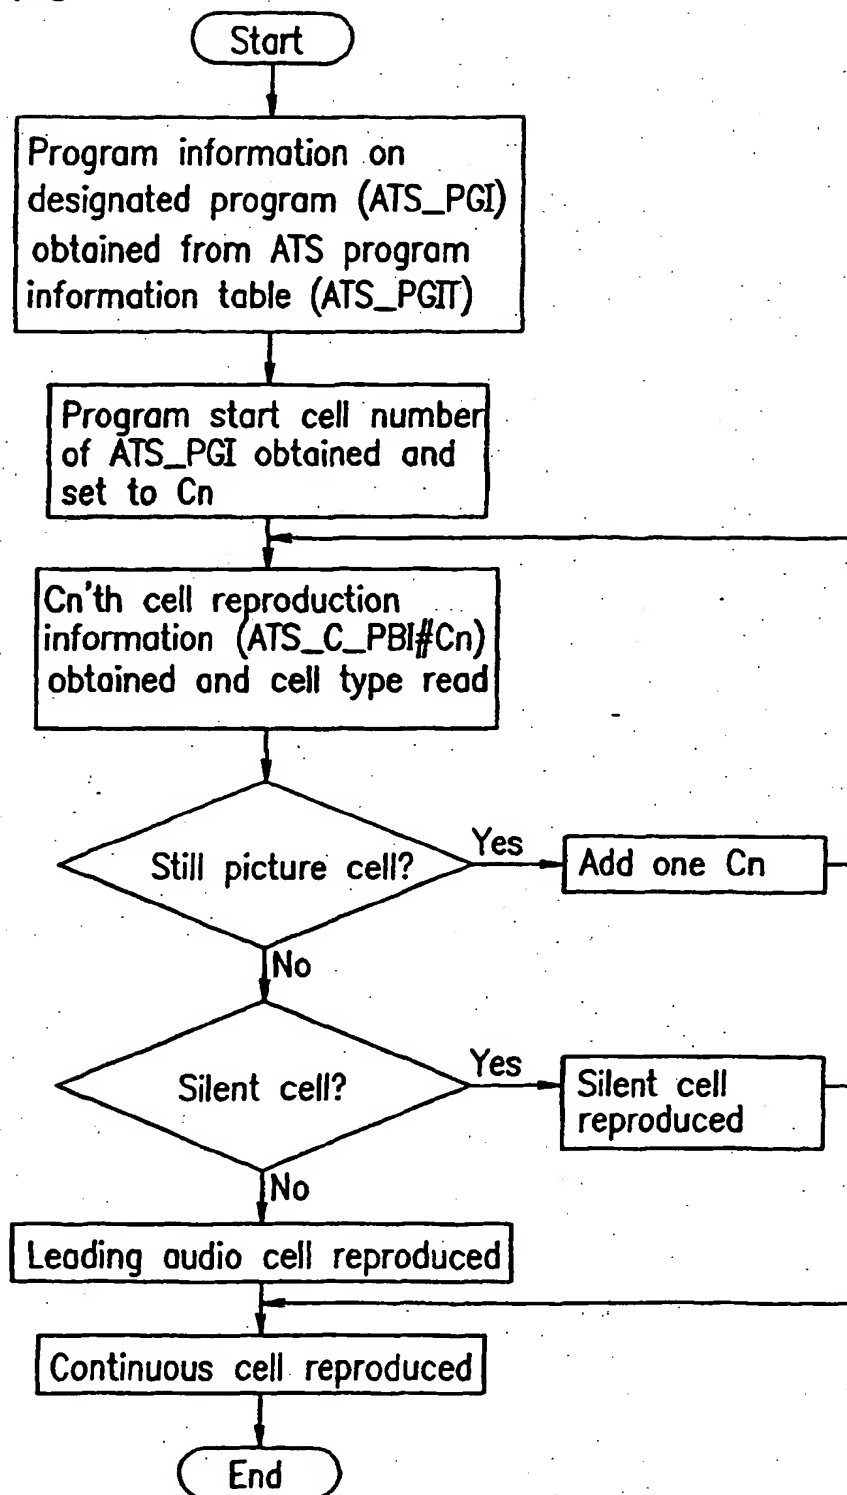 Start
Program information on
designated program (ATS_PGI)
obtained from ATS program
information table (ATS_PGIT)
Program start cell number
of ATS_PGI obtained and
set to Cn
Cn'th cell reproduction
information (ATS_C_PBI#Cn)
obtained and cell type read
Still picture cell?
Yes
Add one Cn
No
Silent cell?
Yes
Silent cell
reproduced
No
Leading audio cell reproduced
Continuous cell reproduced
End